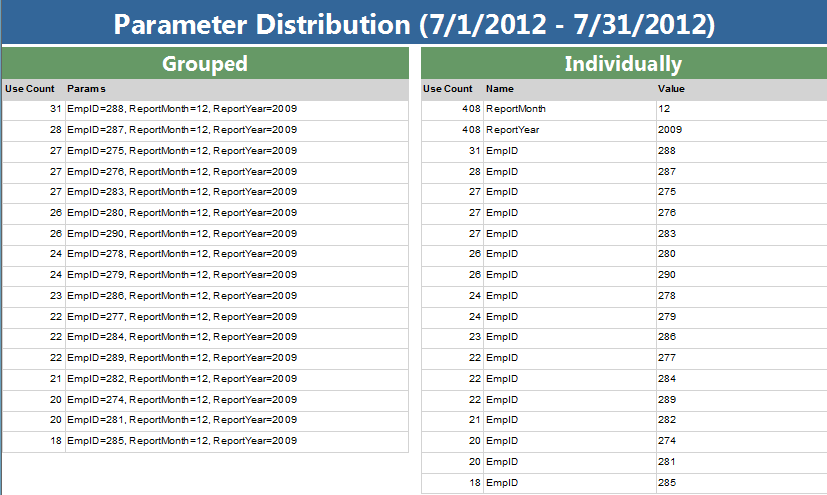 Parameter Distribution (7/1/2012 - 7/31/2012)
Grouped
Use Count Params
31 EmpID=288, ReportMonth=12, ReportYear=2009
28 EmpID=287, ReportMonth=12, ReportYear=2009
27 EmpID=275, ReportMonth=12, ReportYear=2009
27 EmpID=276, ReportMonth=12, ReportYear=2009
27 EmpID=283, ReportMonth=12, ReportYear=2009
26 EmpID=280, ReportMonth=12, ReportYear=2009
26 EmpID=290, ReportMonth=12, ReportYear=2009
24 EmpID=278, ReportMonth=12, ReportYear=2009
24 EmpID=279, ReportMonth=12, ReportYear=2009
23 EmpID=286, ReportMonth=12, ReportYear=2009
22 EmpID=277, ReportMonth=12, ReportYear=2009
22 EmpID=284, ReportMonth=12, ReportYear=2009
22 EmpID=289, ReportMonth=12, ReportYear=2009
21 EmpID=282, ReportMonth=12, ReportYear=2009
20 EmpID=274, ReportMonth=12, ReportYear=2009
20 EmpID=281, ReportMonth=12, ReportYear=2009
18 EmpID=285, ReportMonth=12, ReportYear=2009
Individually
Use Count Name Value
408 ReportMonth 12
408 ReportYear 2009
31 EmpID 288
28 EmpID 287
27 EmpID 275
27 EmpID 276
27 EmpID 283
26 EmpID 280
26 EmpID 290
24 EmpID 278
24 EmpID 279
23 EmpID 286
22 EmpID 277
22 EmpID 284
22 EmpID 289
21 EmpID 282
20 EmpID 274
20 EmpID 281
18 EmpID 285